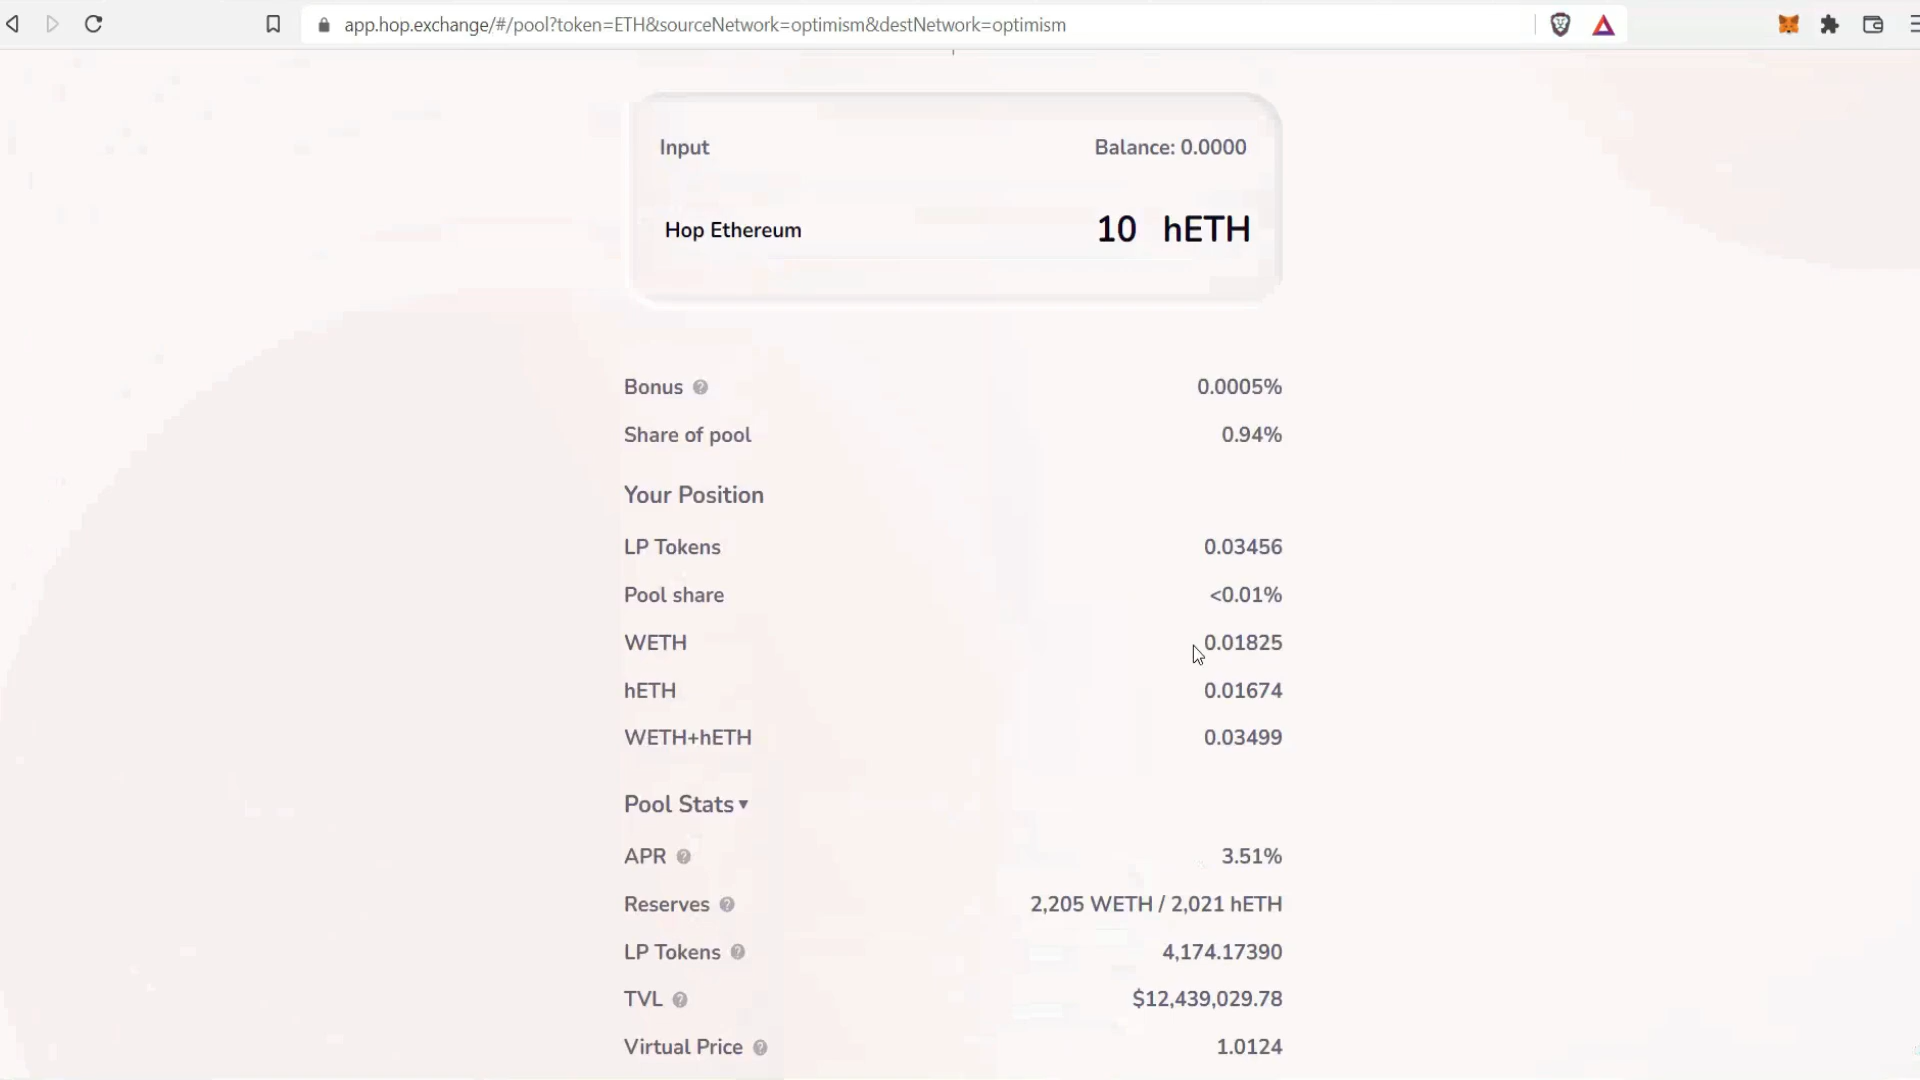 app.hop.exchange/#/pool?token=ETH&sourceNetwork=optimism&destNetwork=optimism
Input Balance: 0.0000
Hop Ethereum 10 hETH
Bonus 0.0005%
Share of pool 0.94%
Your Position
LP Tokens 0.03456
Pool share <0.01%
WETH 0.01825
hETH 0.01674
WETH+hETH 0.03499
Pool Stats ▾
APR 3.51%
Reserves 2,205 WETH / 2,021 hETH
LP Tokens 4,174.17390
TVL $12,439,029.78
Virtual Price 1.0124